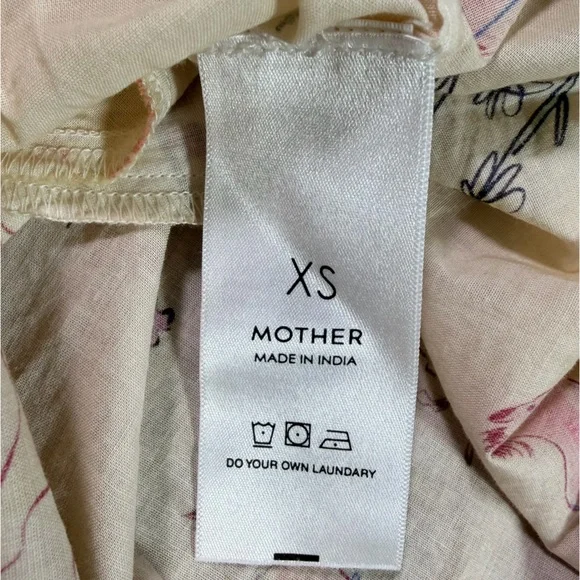 XS
MOTHER
MADE IN INDIA
DO YOUR OWN LAUNDARY